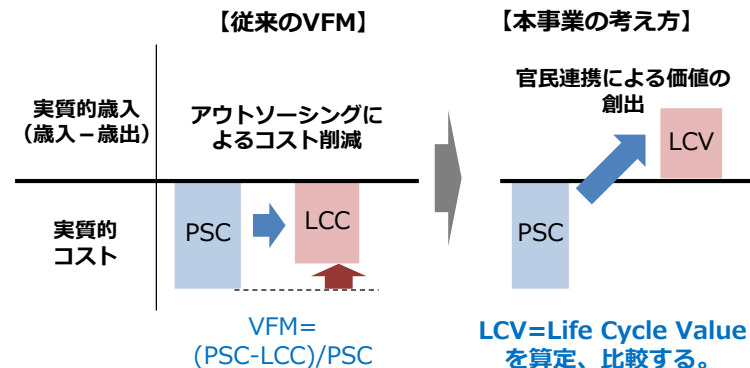 【従来のVFM】
【本事業の考え方】
実質的歳入
（歳入－歳出）
アウトソーシングに
よるコスト削減
官民連携による価値の
創出
LCV
実質的
コスト
PSC
LCC
PSC
VFM=
(PSC-LCC)/PSC
LCV=Life Cycle Value
を算定、比較する。